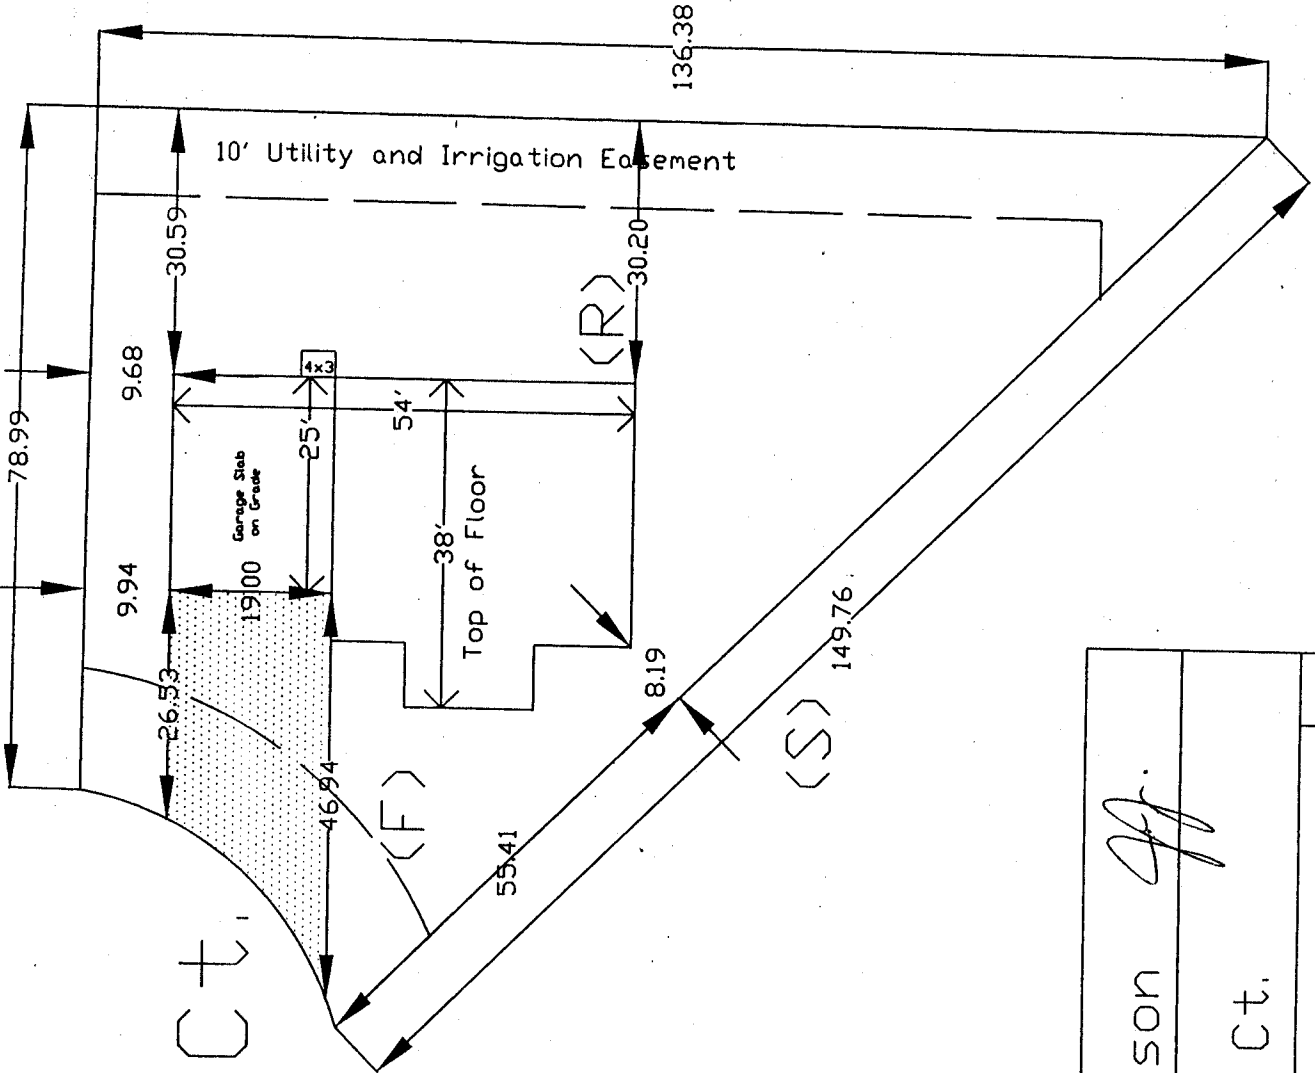 136.38
78.99
10' Utility and Irrigation Easement
30.59
30.20
(R)
9.68
4x3
25'
54'
Garage Slab
on Grade
38'
Top of Floor
9.94
19.00
26.53
46.94
(F)
8.19
149.76
(S)
55.41
Ct.
son
Ct.